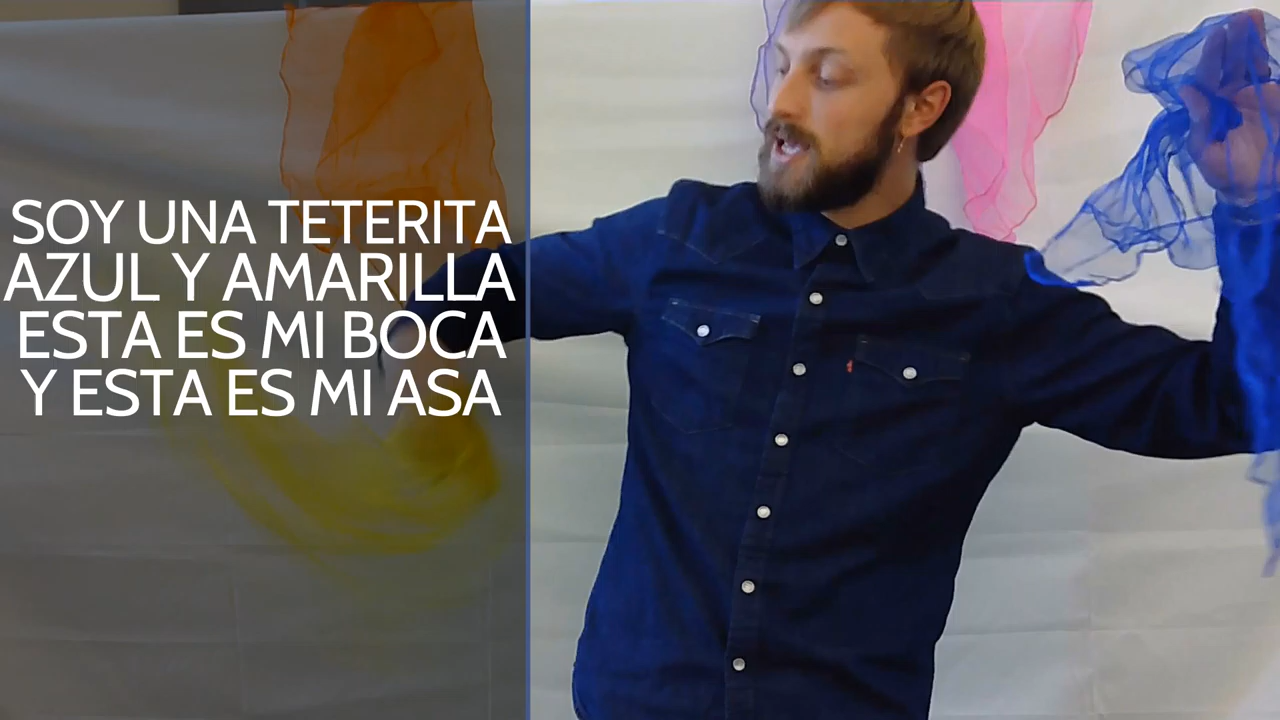 SOY UNA TETERITA
AZUL Y AMARILLA
ESTA ES MI BOCA
Y ESTA ES MI ASA